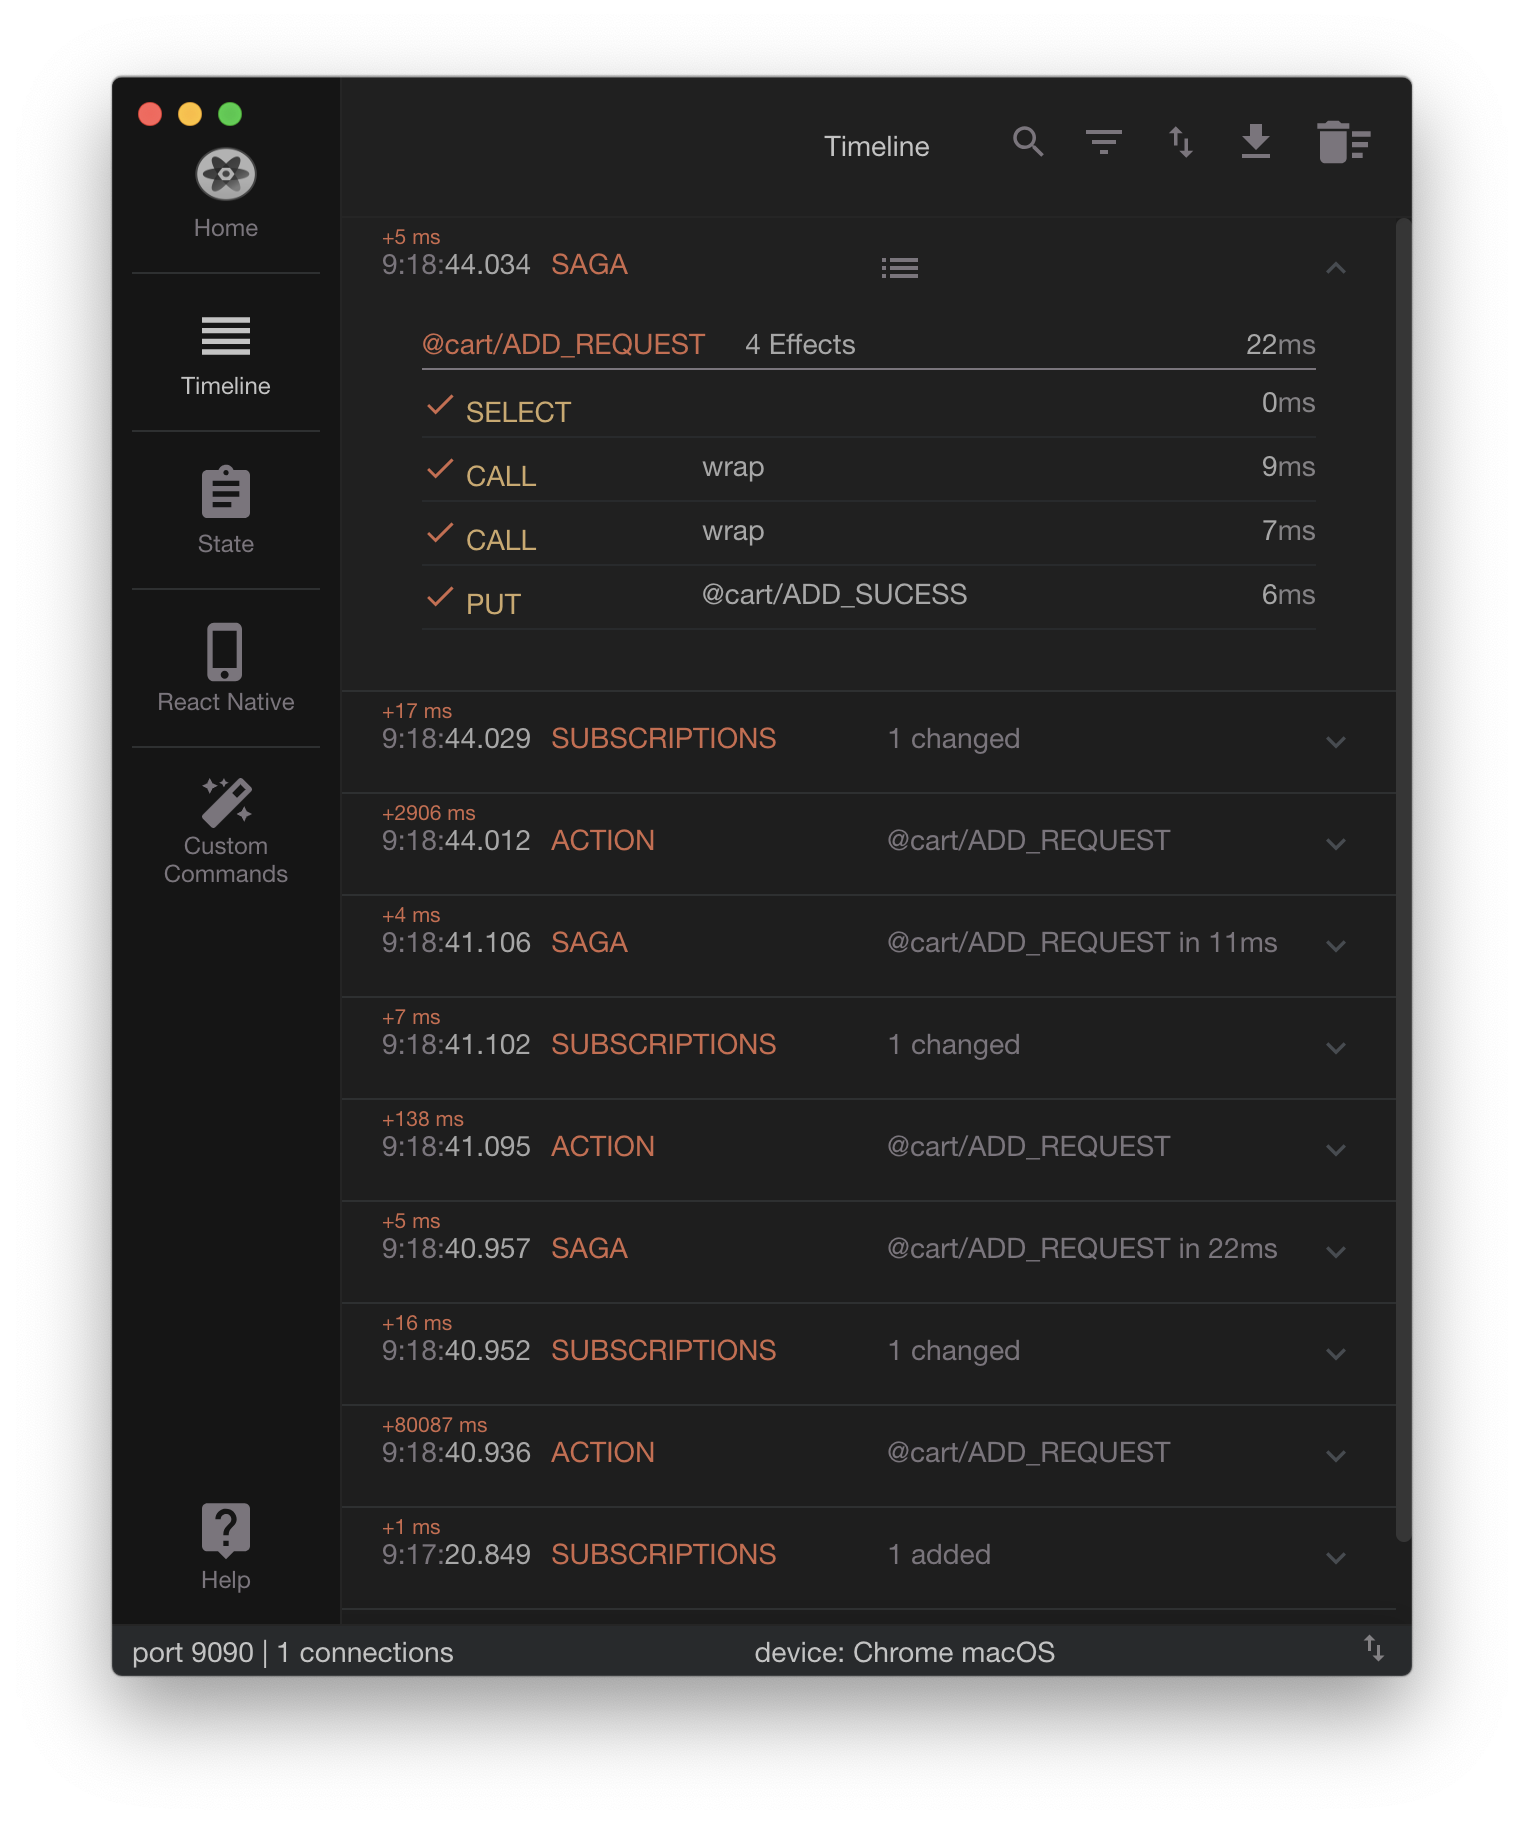 Home
Timeline
State
React Native
Custom
Commands
Help
Timeline
+5 ms
9:18:44.034 SAGA
@cart/ADD_REQUEST 4 Effects 22ms
SELECT 0ms
CALL wrap 9ms
CALL wrap 7ms
PUT @cart/ADD_SUCESS 6ms
+17 ms
9:18:44.029 SUBSCRIPTIONS 1 changed
+2906 ms
9:18:44.012 ACTION @cart/ADD_REQUEST
+4 ms
9:18:41.106 SAGA @cart/ADD_REQUEST in 11ms
+7 ms
9:18:41.102 SUBSCRIPTIONS 1 changed
+138 ms
9:18:41.095 ACTION @cart/ADD_REQUEST
+5 ms
9:18:40.957 SAGA @cart/ADD_REQUEST in 22ms
+16 ms
9:18:40.952 SUBSCRIPTIONS 1 changed
+80087 ms
9:18:40.936 ACTION @cart/ADD_REQUEST
+1 ms
9:17:20.849 SUBSCRIPTIONS 1 added
port 9090 | 1 connections device: Chrome macOS